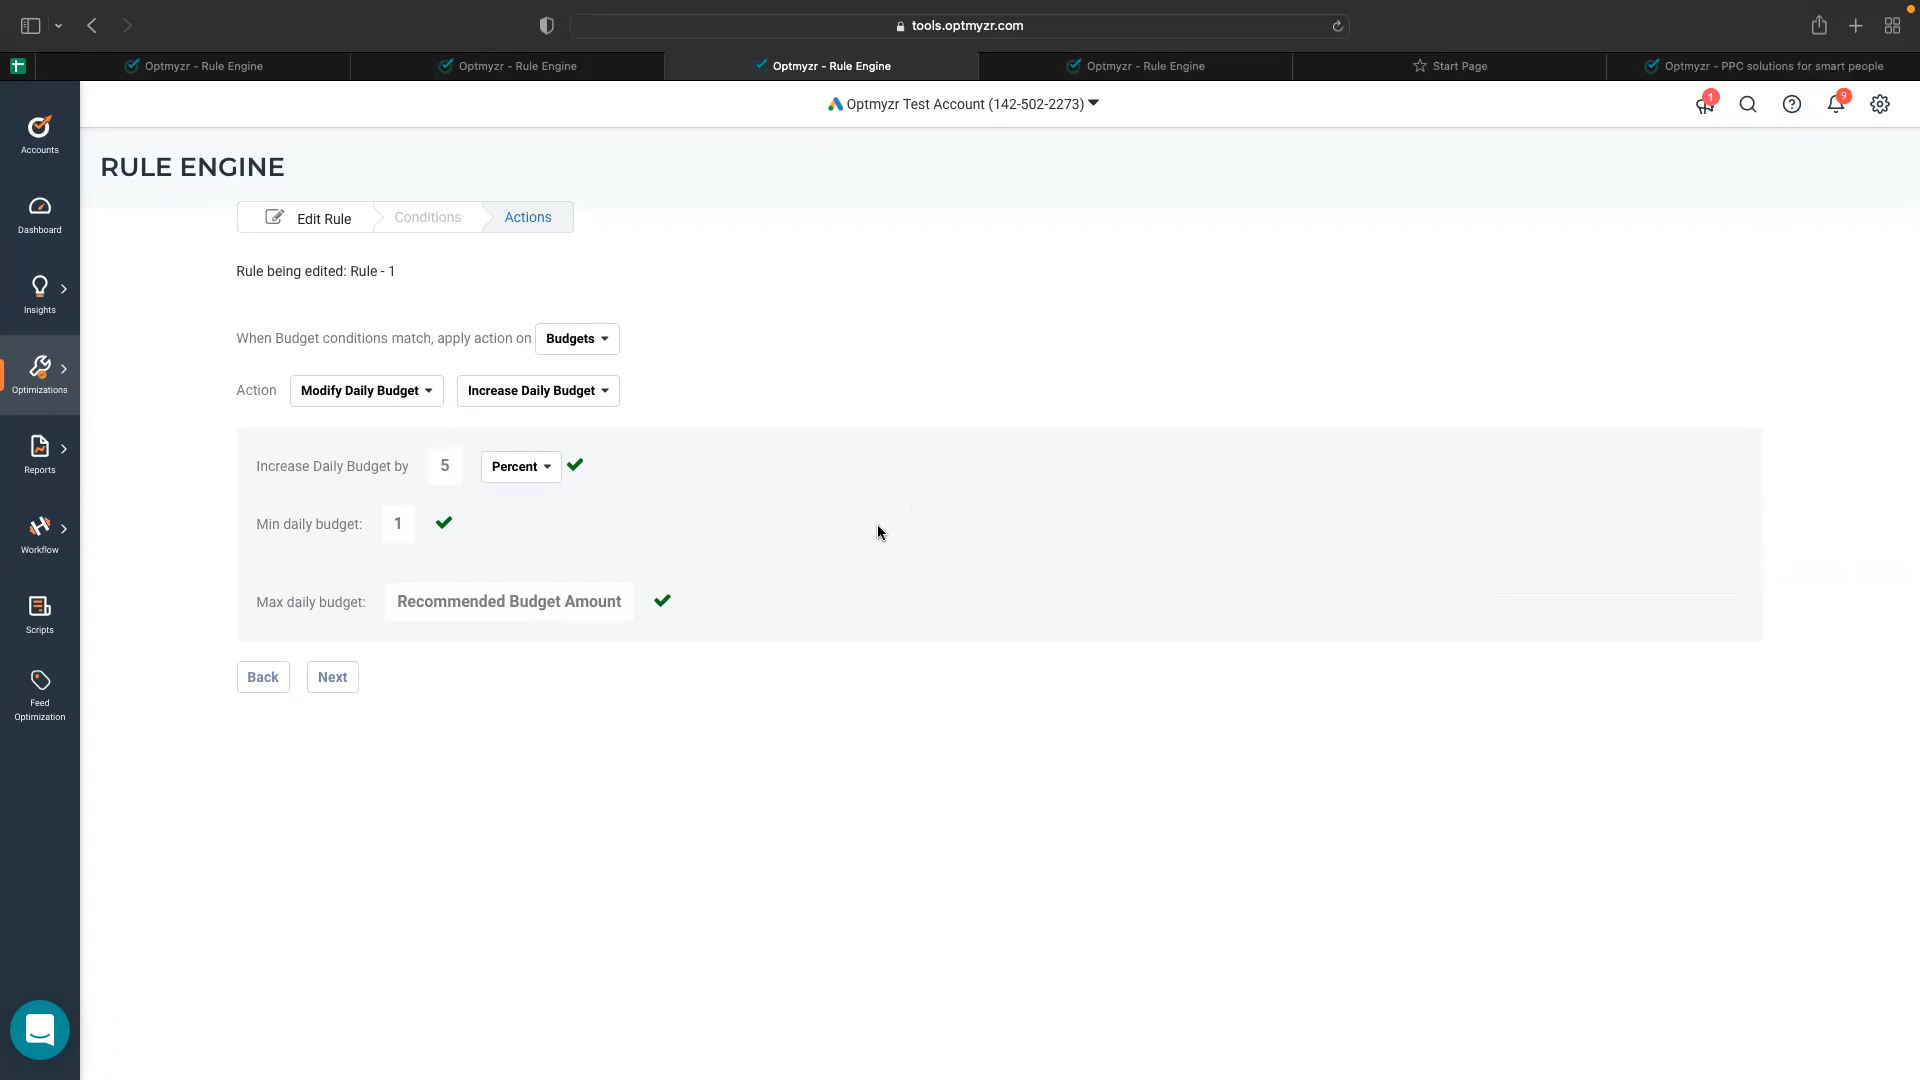 tools.optmyzr.com
Optmyzr - Rule Engine
Optmyzr - Rule Engine
Optmyzr - Rule Engine
Optmyzr - Rule Engine
Start Page
Optmyzr - PPC solutions for smart people
Optmyzr Test Account (142-502-2273)
1
9
Accounts
Dashboard
Insights
Optimizations
Reports
Workflow
Scripts
Feed
Optimization
RULE ENGINE
Edit Rule
Conditions
Actions
Rule being edited: Rule - 1
When Budget conditions match, apply action on Budgets
Action Modify Daily Budget Increase Daily Budget
Increase Daily Budget by 5 Percent
Min daily budget: 1
Max daily budget: Recommended Budget Amount
Back
Next